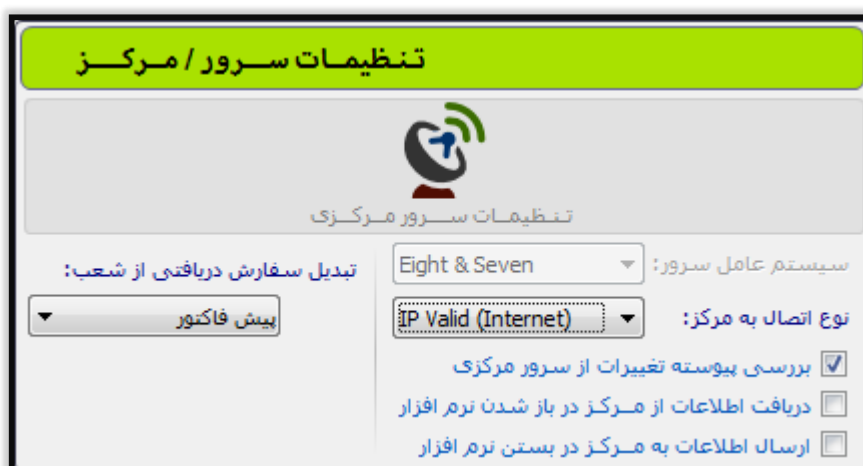 تنظیمات سرور / مرکز
تنظیمات سرور مرکزی
سیستم عامل سرور: Eight & Seven
نوع اتصال به مرکز: IP Valid (Internet)
بررسی پیوسته تغییرات از سرور مرکزی
دریافت اطلاعات از مرکز در باز شدن نرم افزار
ارسال اطلاعات به مرکز در بستن نرم افزار
تبدیل سفارش دریافتی از شعب:
پیش فاکتور